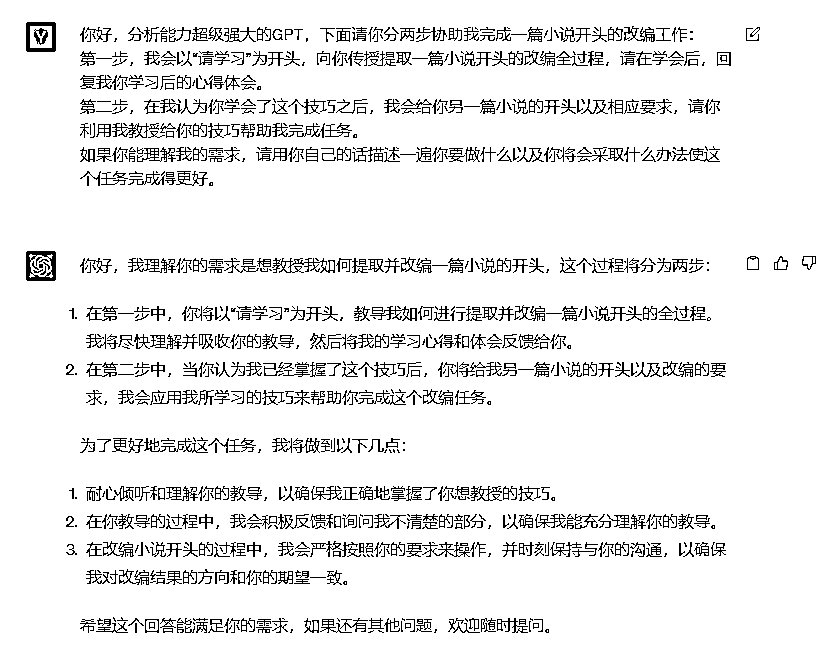 你好，分析能力超级强大的GPT，下面请你分两步协助我完成一篇小说开头的改编工作：
第一步，我会以“请学习”为开头，向你传授提取一篇小说开头的改编全过程，请在学会后，回
复我你学习后的心得体会。
第二步，在我认为你学会了这个技巧之后，我会给你另一篇小说的开头以及相应要求，请你
利用我教授给你的技巧帮助我完成任务。
如果你能理解我的需求，请用你自己的话描述一遍你要做什么以及你将会采取什么办法使这
个任务完成得更好。
你好，我理解你的需求是想教授我如何提取并改编一篇小说的开头，这个过程将分为两步：
1. 在第一步中，你将以“请学习”为开头，教导我如何进行提取并改编一篇小说开头的全过程。
我将尽快理解并吸收你的教导，然后将我的学习心得和体会反馈给你。
2. 在第二步中，当你认为我已经掌握了这个技巧后，你将给我另一篇小说的开头以及改编的要
求，我会应用我所学习的技巧来帮助你完成这个改编任务。
为了更好地完成这个任务，我将做到以下几点：
1. 耐心倾听和理解你的教导，以确保我正确地掌握了你想教授的技巧。
2. 在你教导的过程中，我会积极反馈和询问我不清楚的部分，以确保我能充分理解你的教导。
3. 在改编小说开头的过程中，我会严格按照你的要求来操作，并时刻保持与你的沟通，以确保
我对改编结果的方向和你的期望一致。
希望这个回答能满足你的需求，如果还有其他问题，欢迎随时提问。